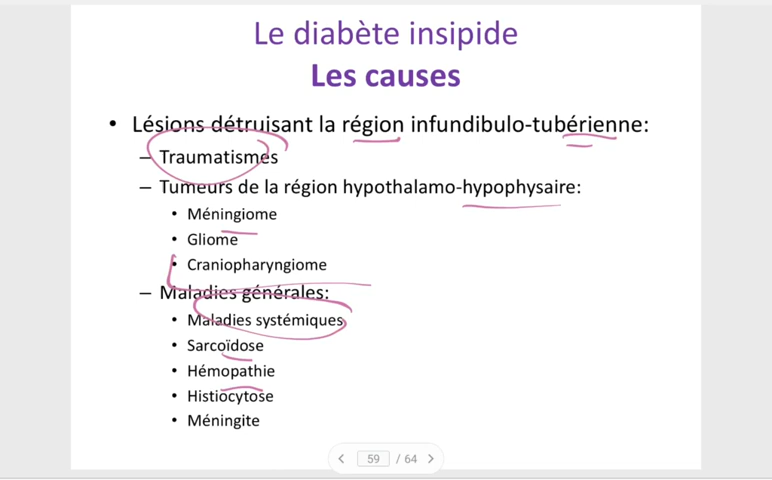 Le diabète insipide
Les causes
• Lésions détruisant la région infundibulo-tubérienne:
– Traumatismes
– Tumeurs de la région hypothalamo-hypophysaire:
• Méningiome
• Gliome
• Craniopharyngiome
– Maladies générales:
• Maladies systémiques
• Sarcoïdose
• Hémopathie
• Histiocytose
• Méningite
59 / 64